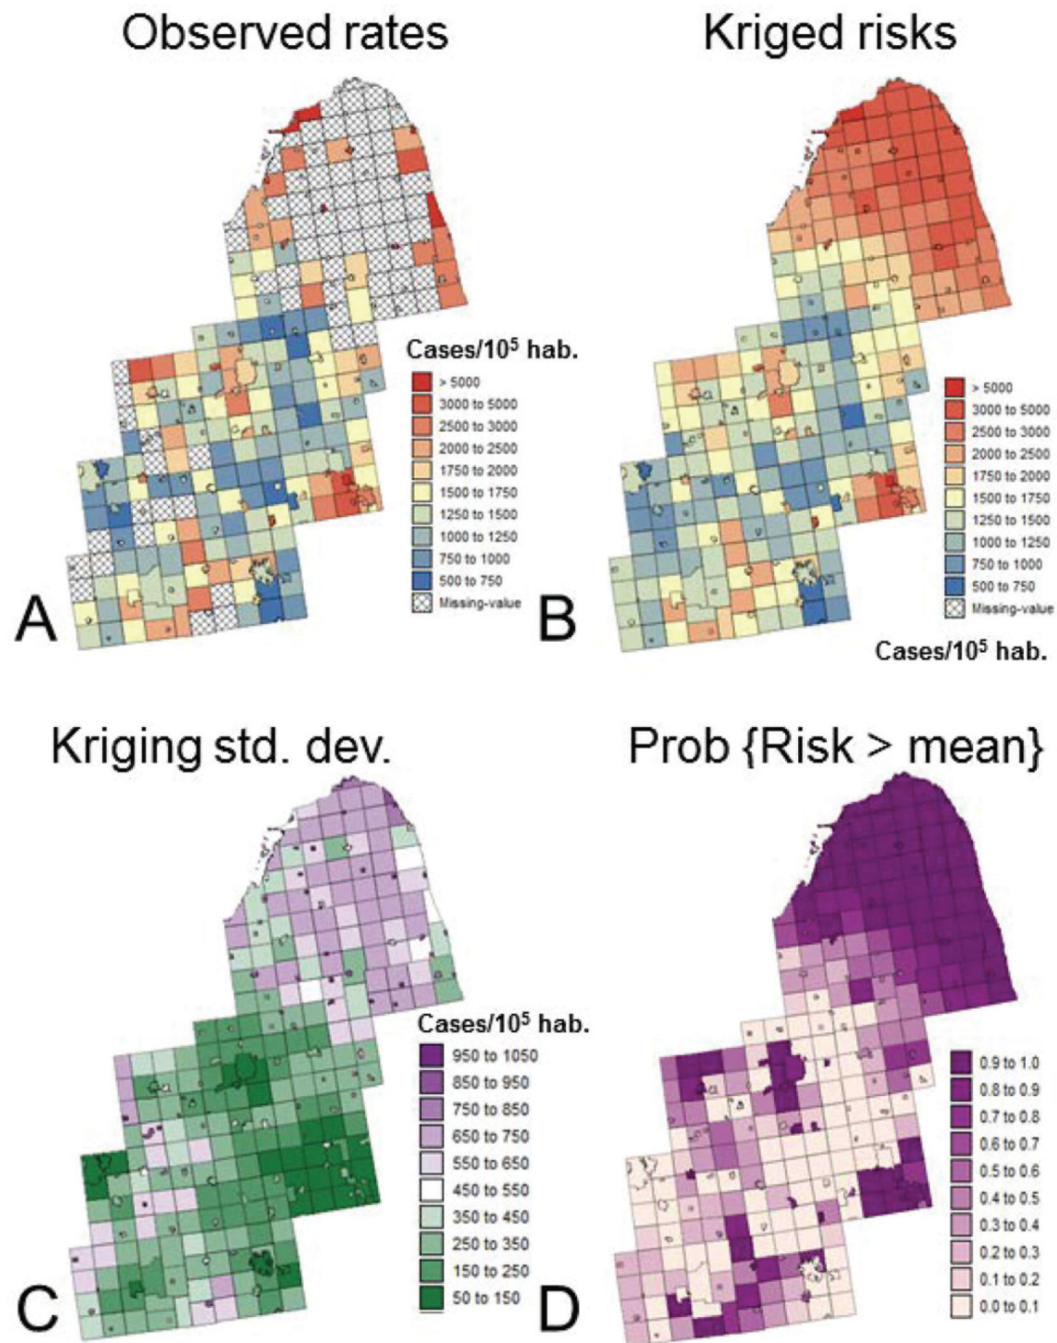 Observed rates
Kriged risks
Cases/10⁵ hab.
> 5000
3000 to 5000
2500 to 3000
2000 to 2500
1750 to 2000
1500 to 1750
1250 to 1500
1000 to 1250
750 to 1000
500 to 750
Missing-value
A
> 5000
3000 to 5000
2500 to 3000
2000 to 2500
1750 to 2000
1500 to 1750
1250 to 1500
1000 to 1250
750 to 1000
500 to 750
Missing-value
B
Cases/10⁵ hab.
Kriging std. dev.
Prob {Risk > mean}
Cases/10⁵ hab.
950 to 1050
850 to 950
750 to 850
650 to 750
550 to 650
450 to 550
350 to 450
250 to 350
150 to 250
50 to 150
C
0.9 to 1.0
0.8 to 0.9
0.7 to 0.8
0.6 to 0.7
0.5 to 0.6
0.4 to 0.5
0.3 to 0.4
0.2 to 0.3
0.1 to 0.2
0.0 to 0.1
D